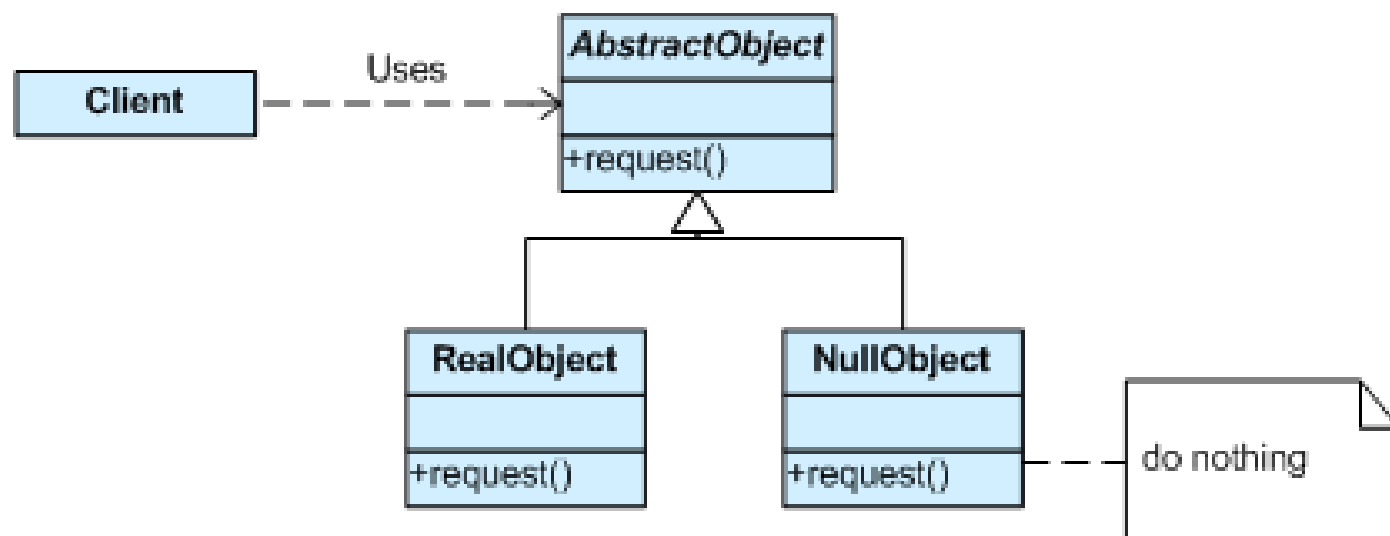 AbstractObject
Uses
Client
+request()
RealObject
NullObject
+request()
+request()
do nothing